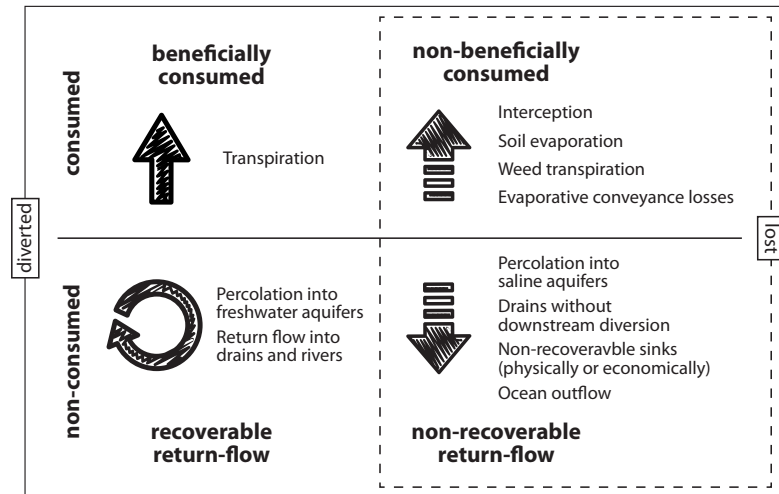 beneficially
consumed
non-beneficially
consumed
consumed
Transpiration
Interception
Soil evaporation
Weed transpiration
Evaporative conveyance losses
diverted
lost
non-consumed
Percolation into
freshwater aquifers
Return flow into
drains and rivers
Percolation into
saline aquifers
Drains without
downstream diversion
Non-recoveravble sinks
(physically or economically)
Ocean outflow
recoverable
return-flow
non-recoverable
return-flow